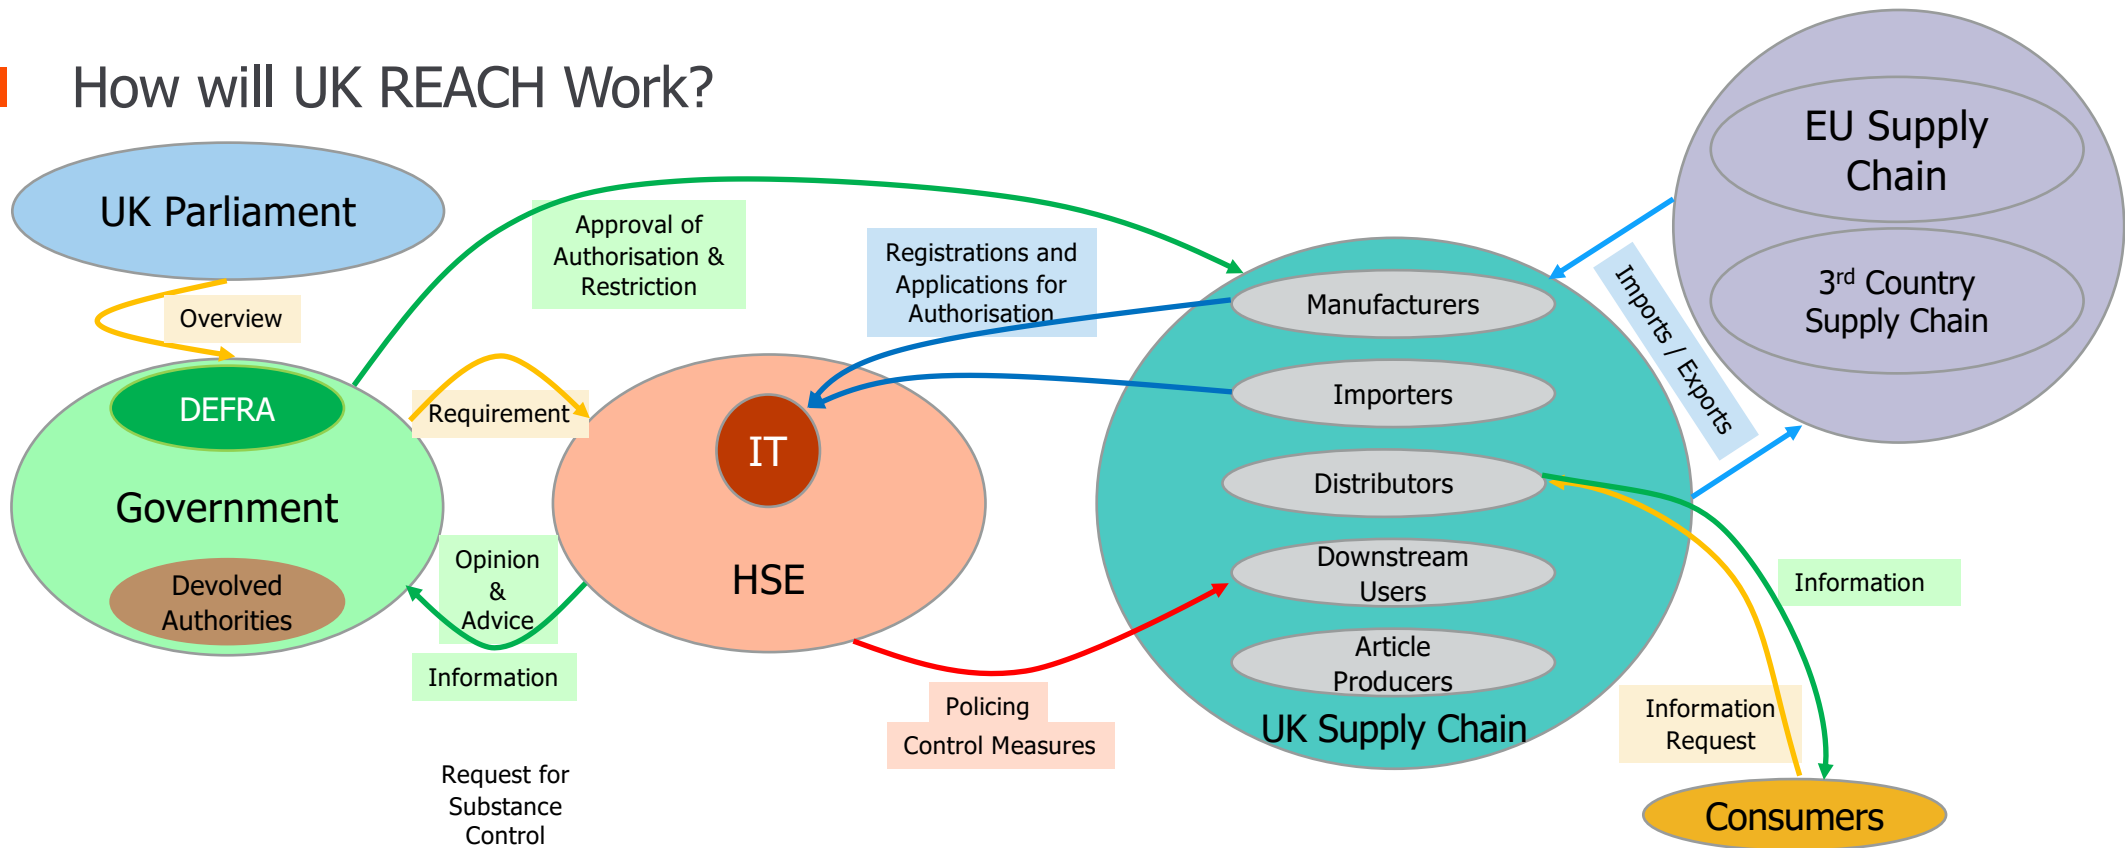 How will UK REACH Work?
UK Parliament
Overview
DEFRA
Government
Devolved
Authorities
Approval of
Authorisation &
Restriction
Requirement
Opinion
&
Advice
Information
Request for
Substance
Control
IT
HSE
Registrations and
Applications for
Authorisation
Policing
Control Measures
Manufacturers
Importers
Distributors
Downstream
Users
Article
Producers
UK Supply Chain
Imports / Exports
EU Supply
Chain
3rd Country
Supply Chain
Information
Information
Request
Consumers